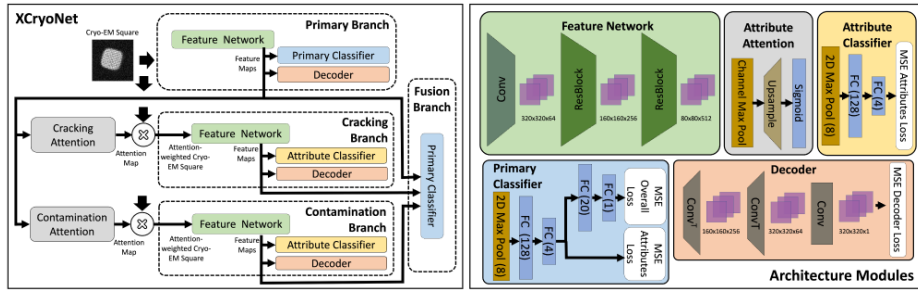 XCryoNet
Cryo-EM Square
Primary Branch
Feature Network
Feature
Maps
Primary Classifier
Decoder
Fusion
Branch
Primary Classifier
Cracking
Attention
Attention
Map
Attention-
weighted Cryo-
EM Square
Feature Network
Cracking
Branch
Feature
Maps
Attribute Classifier
Decoder
Contamination
Attention
Attention
Map
Attention-
weighted Cryo-
EM Square
Feature Network
Contamination
Branch
Feature
Maps
Attribute Classifier
Decoder
Feature Network
Conv
320x320x64
ResBlock
160x160x256
ResBlock
80x80x512
Attribute
Attention
Channel Max Pool
Upsample
Sigmoid
Attribute
Classifier
2D Max Pool (8)
FC (128)
FC (4)
MSE Attributes Loss
Primary
Classifier
2D Max Pool (8)
FC (128)
FC (4)
FC (20)
FC (1)
MSE
Overall
Loss
MSE
Attributes
Loss
Decoder
ConvT
160x160x256
ConvT
320x320x64
Conv
320x320x1
MSE Decoder
Loss
Architecture Modules